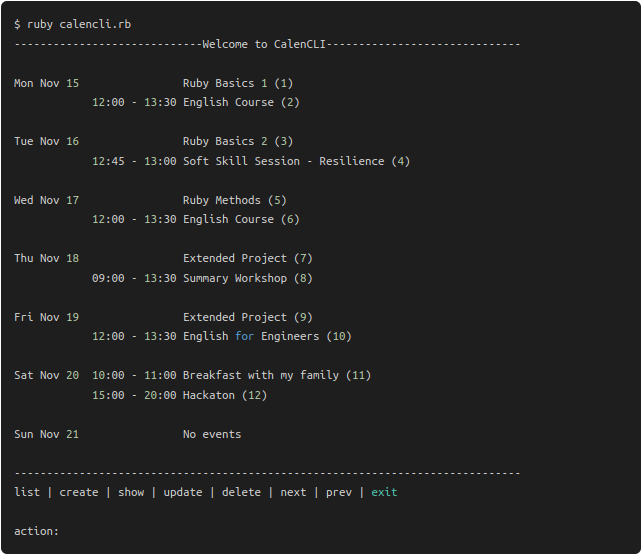 $ ruby calencli.rb
-----------------------------Welcome to CalenCLI------------------------------
Mon Nov 15                Ruby Basics 1 (1)
            12:00 - 13:30 English Course (2)
Tue Nov 16                Ruby Basics 2 (3)
            12:45 - 13:00 Soft Skill Session - Resilience (4)
Wed Nov 17                Ruby Methods (5)
            12:00 - 13:30 English Course (6)
Thu Nov 18                Extended Project (7)
            09:00 - 13:30 Summary Workshop (8)
Fri Nov 19                Extended Project (9)
            12:00 - 13:30 English for Engineers (10)
Sat Nov 20  10:00 - 11:00 Breakfast with my family (11)
            15:00 - 20:00 Hackaton (12)
Sun Nov 21                No events
------------------------------------------------------------------------------
list | create | show | update | delete | next | prev | exit
action: